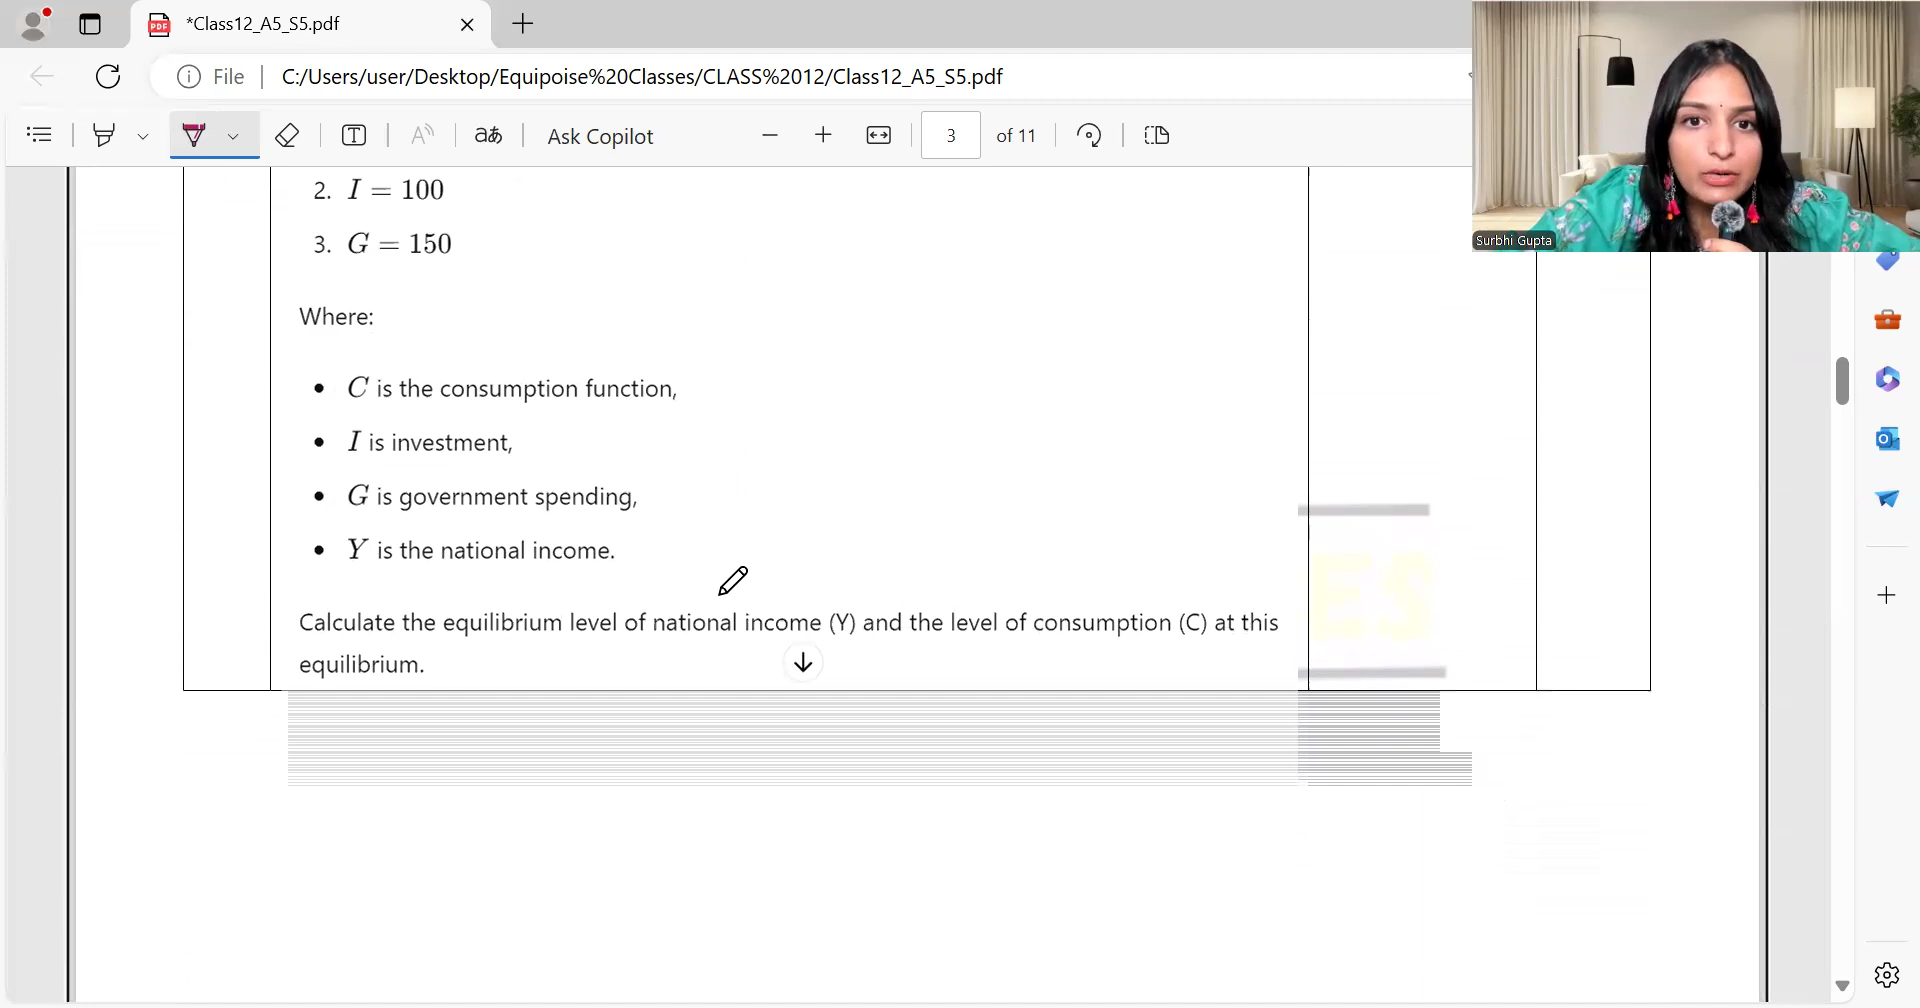 *Class12_A5_S5.pdf
File
C:/Users/user/Desktop/Equipoise%20Classes/CLASS%2012/Class12_A5_S5.pdf
Ask Copilot
3
of 11
Surbhi Gupta
2. I = 100
3. G = 150
Where:
• C is the consumption function,
• I is investment,
• G is government spending,
• Y is the national income.
ES
Calculate the equilibrium level of national income (Y) and the level of consumption (C) at this
equilibrium.